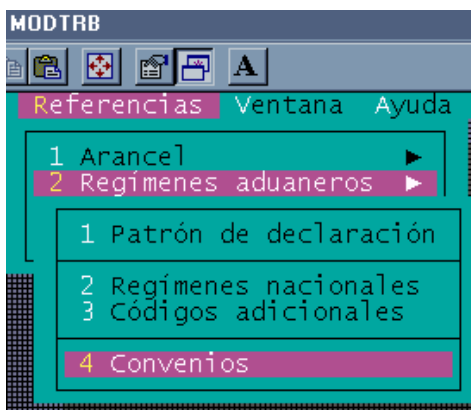 MODTRB
A
Referencias Ventana Ayuda
1 Arancel
2 Regímenes aduaneros
1 Patrón de declaración
2 Regímenes nacionales
3 Códigos adicionales
4 Convenios